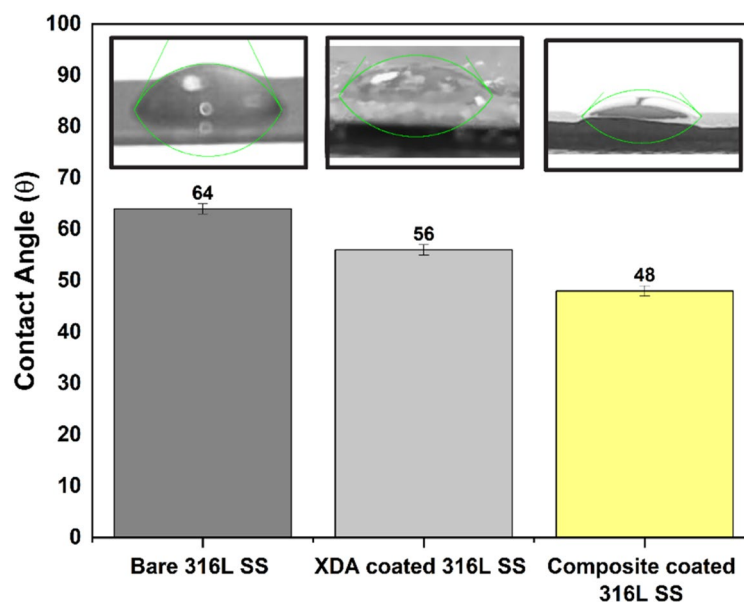 Contact Angle (θ)
100
90
80
70
60
50
40
30
20
10
0
64
56
48
Bare 316L SS
XDA coated 316L SS
Composite coated
316L SS